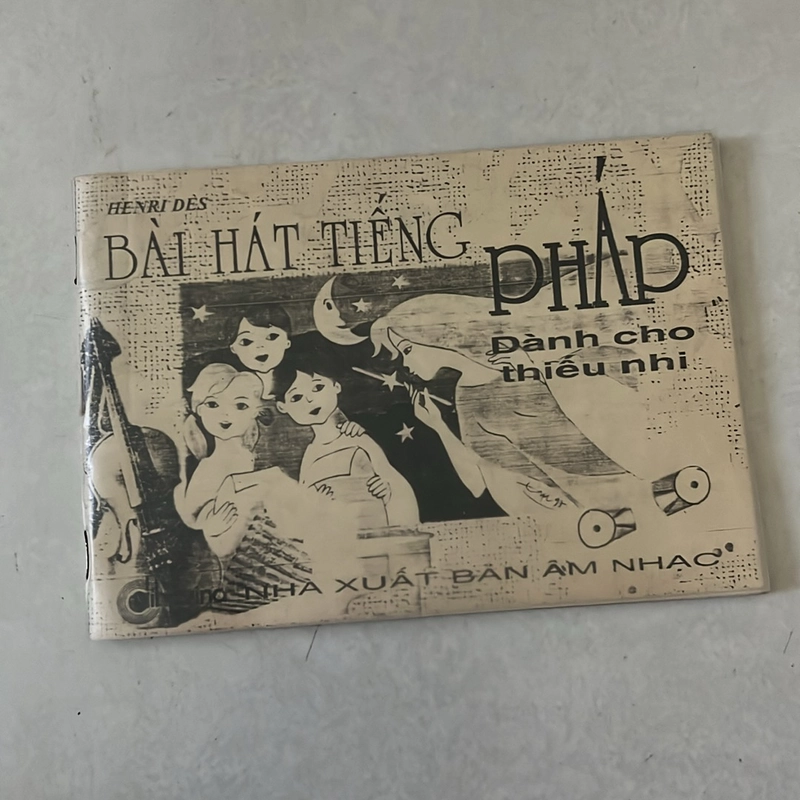 HENRI DÈS
BÀI HÁT TIẾNG
PHÁP
Dành cho
thiếu nhi
NHÀ XUẤT BẢN ÂM NHẠC